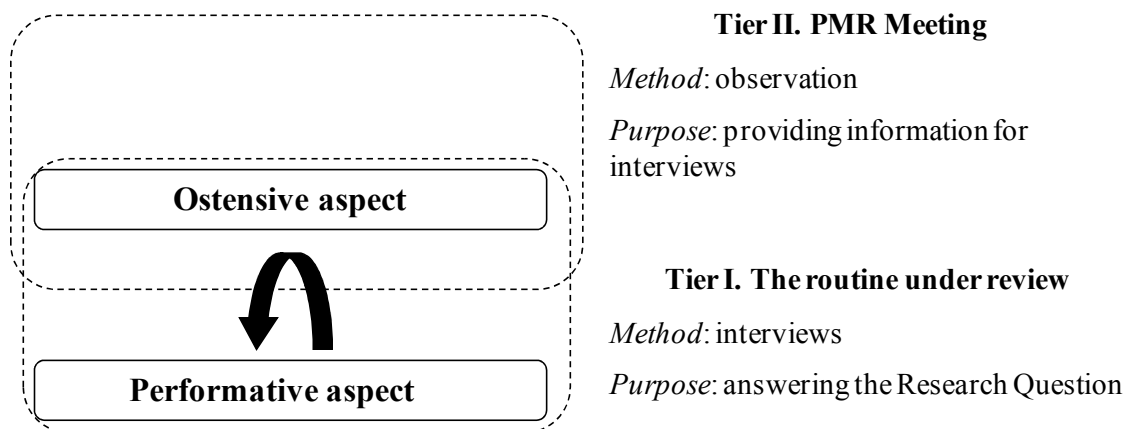 Tier II. PMR Meeting
Method: observation
Purpose: providing information for
interviews
Ostensive aspect
Tier I. The routine under review
Method: interviews
Purpose: answering the Research Question
Performative aspect